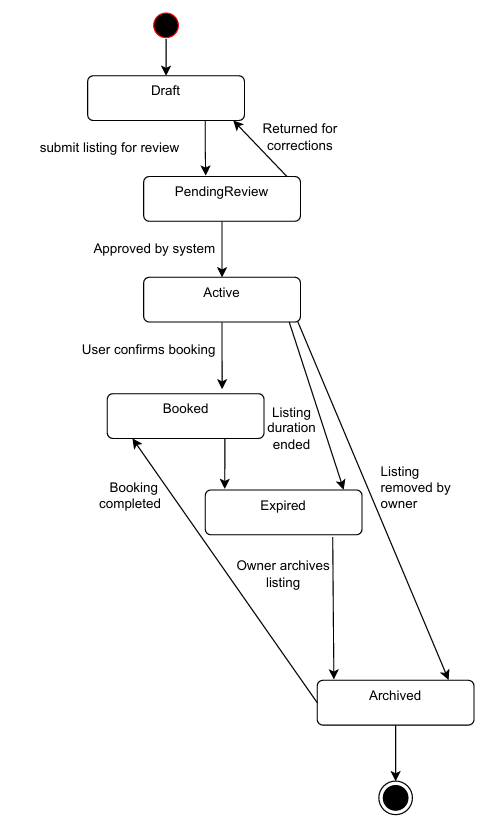 Draft
submit listing for review
Returned for
corrections
PendingReview
Approved by system
Active
User confirms booking
Booked
Listing
duration
ended
Listing
removed by
owner
Booking
completed
Expired
Owner archives
listing
Archived